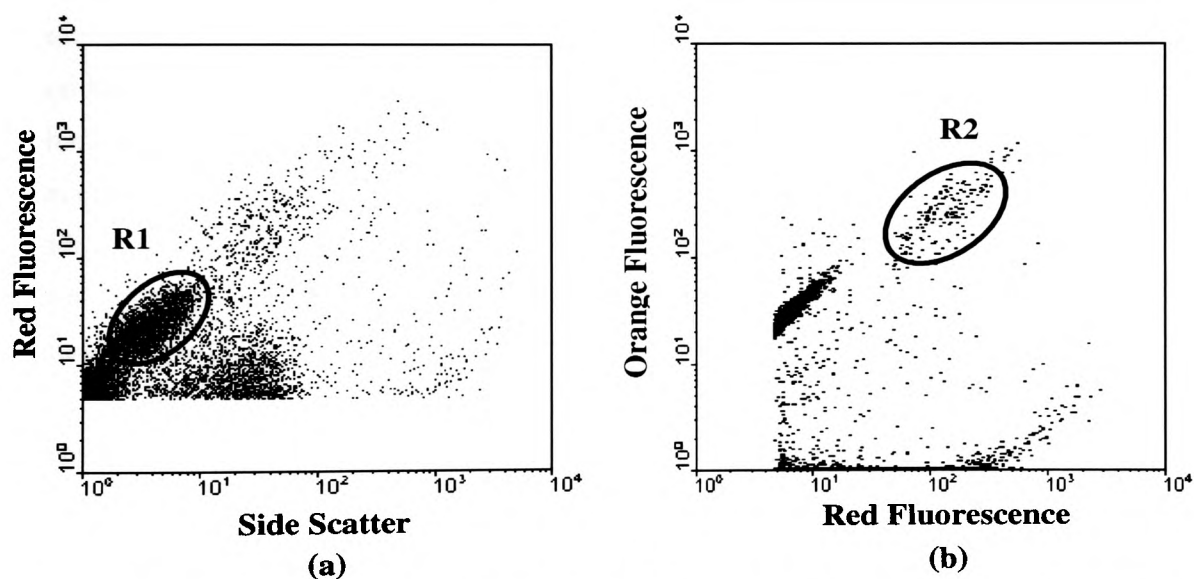 10⁴
10³
10²
10¹
10⁰
Red Fluorescence
R1
10⁰ 10¹ 10² 10³ 10⁴
Side Scatter
(a)
10⁴
10³
10²
10¹
10⁰
Orange Fluorescence
R2
10⁰ 10¹ 10² 10³ 10⁴
Red Fluorescence
(b)